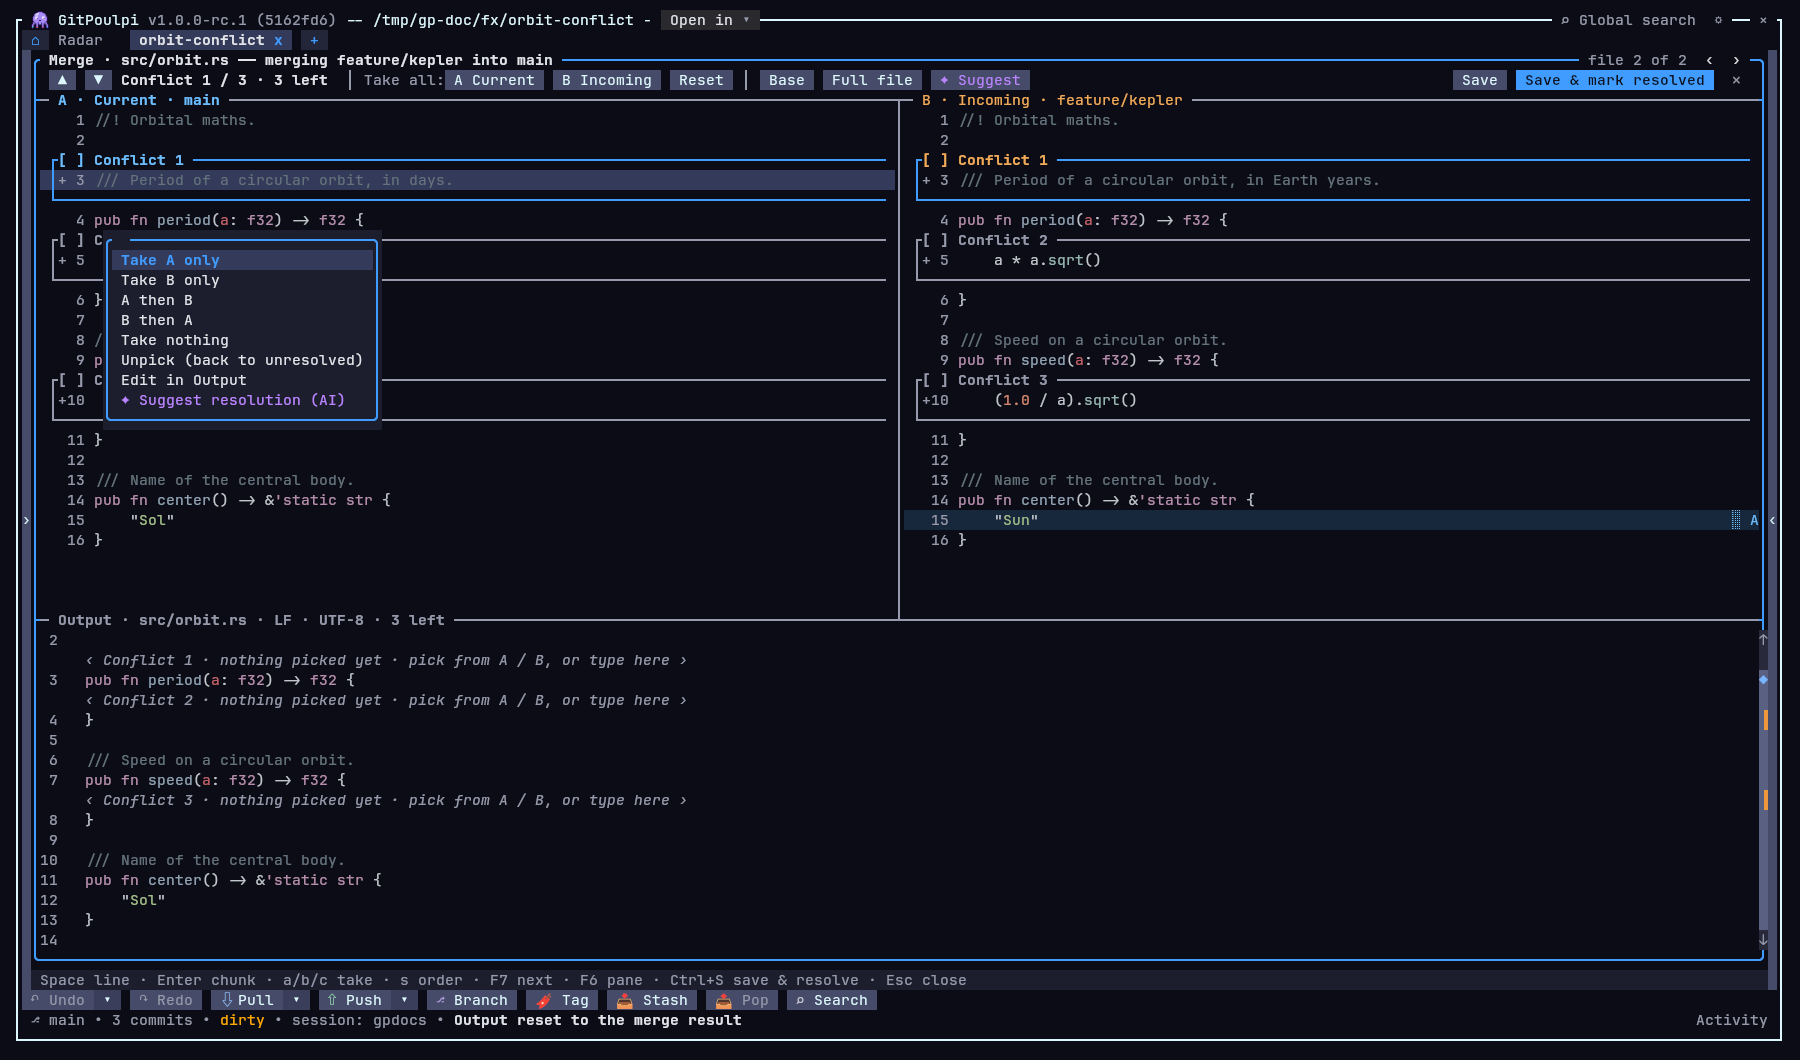 GitPoulpi v1.0.0-rc.1 (5162fd6) —— /tmp/gp-doc/fx/orbit-conflict - Open in ▾ ⌕ Global search ☼ — ×
⌂ Radar orbit-conflict x +
Merge · src/orbit.rs —— merging feature/kepler into main file 2 of 2 ‹ ›
▲ ▼ Conflict 1 / 3 · 3 left │ Take all: A Current B Incoming Reset │ Base Full file ✦ Suggest Save Save & mark resolved ×
A · Current · main B · Incoming · feature/kepler
1 //! Orbital maths. 1 //! Orbital maths.
2 2
[ ] Conflict 1 [ ] Conflict 1
+ 3 /// Period of a circular orbit, in days. + 3 /// Period of a circular orbit, in Earth years.
4 pub fn period(a: f32) -> f32 { 4 pub fn period(a: f32) -> f32 {
[ ] C [ ] Conflict 2
Take A only
+ 5 + 5 a * a.sqrt()
Take B only
6 } A then B 6 }
7 B then A 7
8 / Take nothing 8 /// Speed on a circular orbit.
9 p Unpick (back to unresolved) 9 pub fn speed(a: f32) -> f32 {
[ ] C Edit in Output [ ] Conflict 3
+10 ✦ Suggest resolution (AI) +10 (1.0 / a).sqrt()
11 } 11 }
12 12
13 /// Name of the central body. 13 /// Name of the central body.
14 pub fn center() -> &'static str { 14 pub fn center() -> &'static str {
› 15 "Sol" 15 "Sun" A ‹
16 } 16 }
Output · src/orbit.rs · LF · UTF-8 · 3 left
2
‹ Conflict 1 · nothing picked yet · pick from A / B, or type here ›
3 pub fn period(a: f32) -> f32 {
‹ Conflict 2 · nothing picked yet · pick from A / B, or type here ›
4 }
5
6 /// Speed on a circular orbit.
7 pub fn speed(a: f32) -> f32 {
‹ Conflict 3 · nothing picked yet · pick from A / B, or type here ›
8 }
9
10 /// Name of the central body.
11 pub fn center() -> &'static str {
12 "Sol"
13 }
14
Space line · Enter chunk · a/b/c take · s order · F7 next · F6 pane · Ctrl+S save & resolve · Esc close
↶ Undo ▾ ↷ Redo ⇩ Pull ▾ ⇧ Push ▾ ⎇ Branch Tag Stash Pop ⌕ Search
⎇ main • 3 commits • dirty • session: gpdocs • Output reset to the merge result Activity